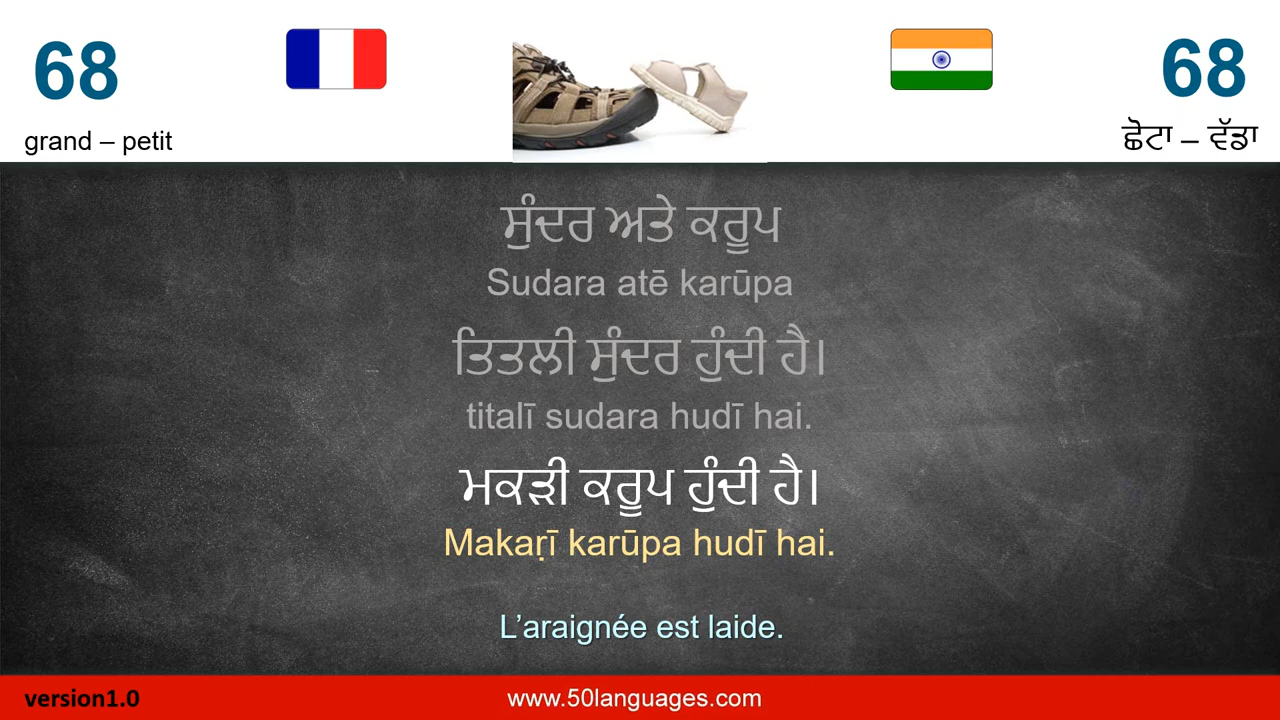 68
68
grand – petit
ਛੋਟਾ – ਵੱਡਾ
ਸੁੰਦਰ ਅਤੇ ਕਰੂਪ
Sudara atē karūpa
ਤਿਤਲੀ ਸੁੰਦਰ ਹੁੰਦੀ ਹੈ।
titalī sudara hudī hai.
ਮਕੜੀ ਕਰੂਪ ਹੁੰਦੀ ਹੈ।
Makaṛī karūpa hudī hai.
L’araignée est laide.
version1.0
www.50languages.com